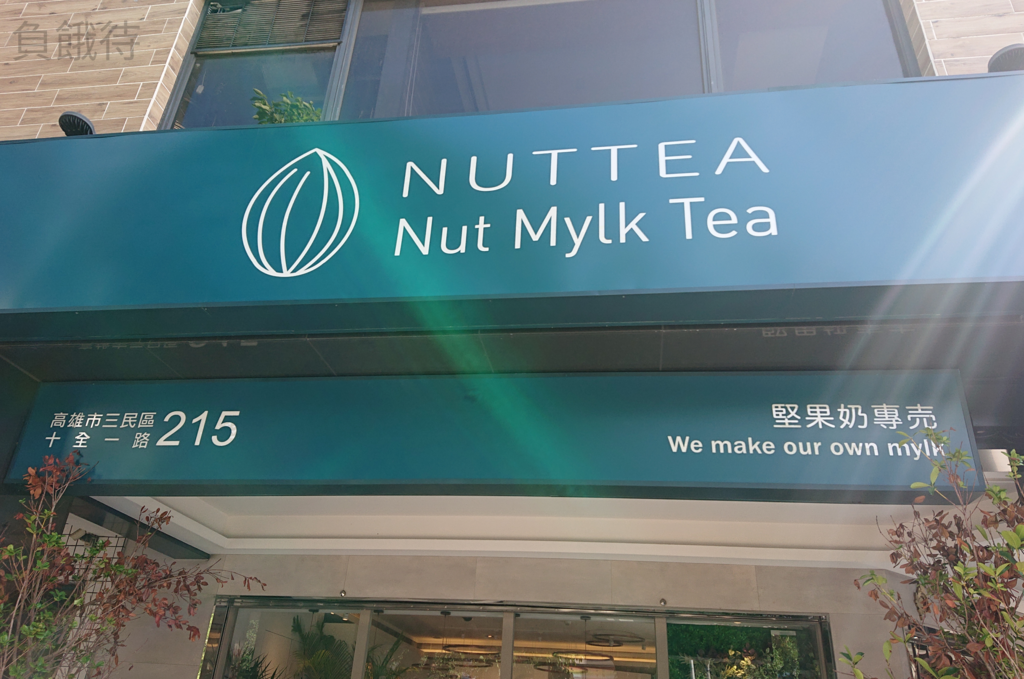 負餓待
NUTTEA
Nut Mylk Tea
高雄市三民區
十全一路 215
堅果奶專売
We make our own mylk